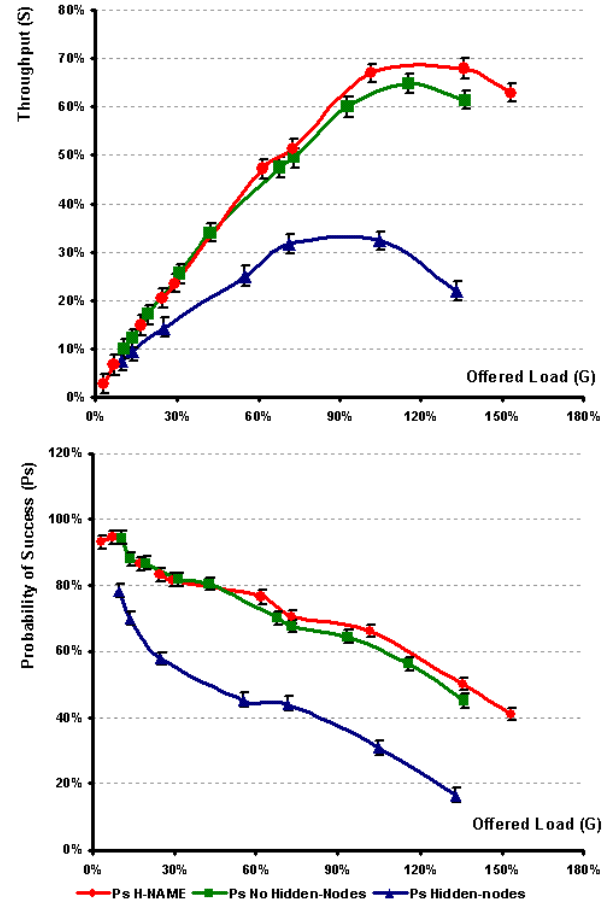 Throughput (S)
80%
70%
60%
50%
40%
30%
20%
10%
0%
Offered Load (G)
0% 30% 60% 90% 120% 150% 180%
Probability of Success (Ps)
120%
100%
80%
60%
40%
20%
0%
Offered Load (G)
0% 30% 60% 90% 120% 150% 180%
Ps H-NAME Ps No Hidden-Nodes Ps Hidden-nodes